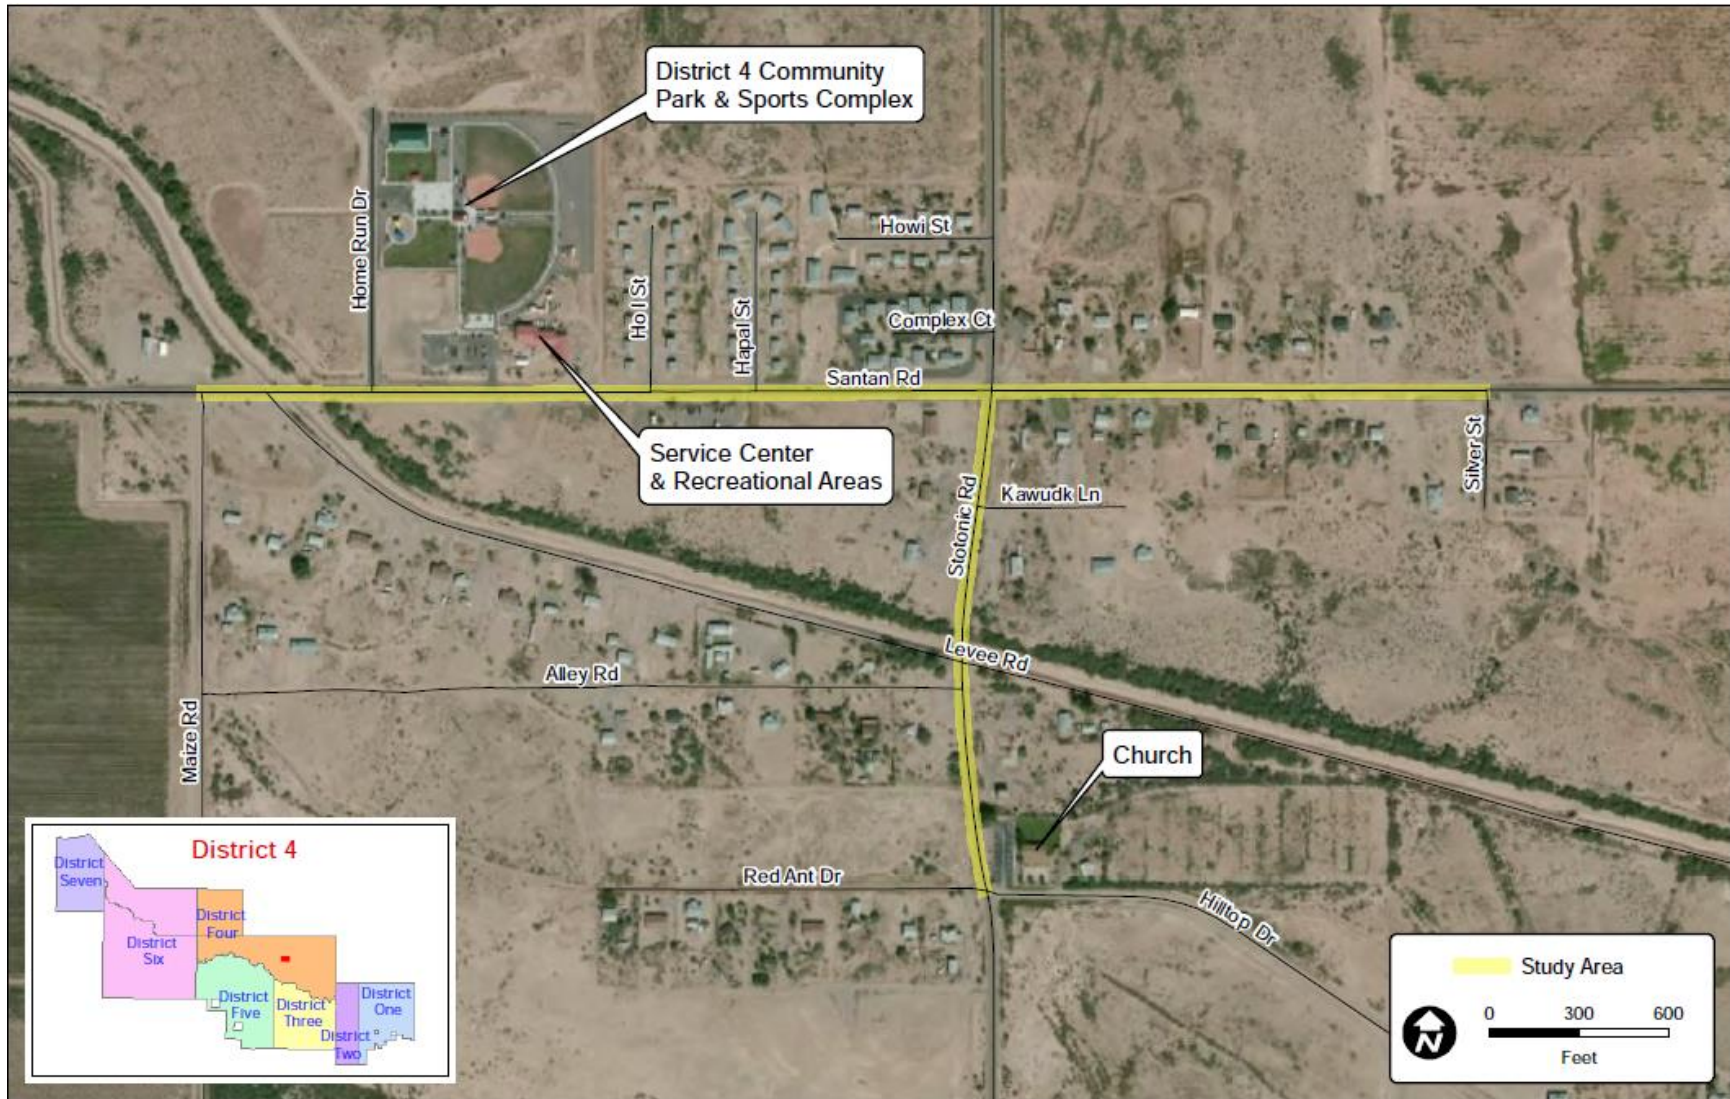 District 4 Community
Park & Sports Complex
Home Run Dr
Ho I St
Hapal St
Howi St
Complex Ct
Santan Rd
Service Center
& Recreational Areas
Stotonic Rd
Kawudk Ln
Silver St
Levee Rd
Alley Rd
Maize Rd
Church
Red Ant Dr
Hilltop Dr
District 4
District
Seven
District
Four
District
Six
District
Five
District
Three
District
Two
District
One
Study Area
N
0 300 600
Feet